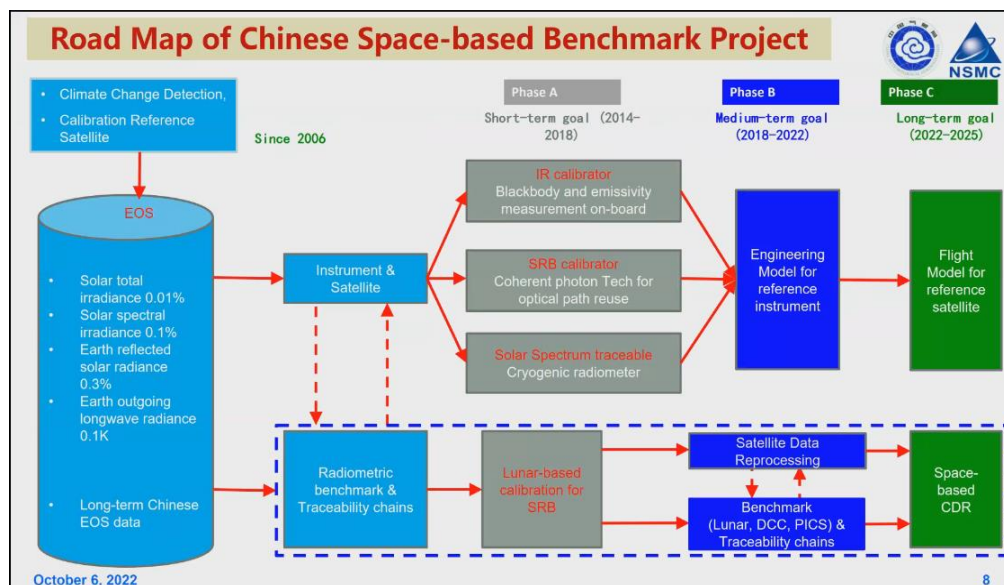 Road Map of Chinese Space-based Benchmark Project
NSMC
• Climate Change Detection,
• Calibration Reference
Satellite
Since 2006
Phase A
Short-term goal (2014-
2018)
Phase B
Medium-term goal
(2018-2022)
Phase C
Long-term goal
(2022-2025)
EOS
• Solar total
irradiance 0.01%
• Solar spectral
irradiance 0.1%
• Earth reflected
solar radiance
0.3%
• Earth outgoing
longwave radiance
0.1K
• Long-term Chinese
EOS data
Instrument &
Satellite
IR calibrator
Blackbody and emissivity
measurement on-board
SRB calibrator
Coherent photon Tech for
optical path reuse
Solar Spectrum traceable
Cryogenic radiometer
Engineering
Model for
reference
instrument
Flight
Model for
reference
satellite
Radiometric
benchmark &
Traceability chains
Lunar-based
calibration for
SRB
Satellite Data
Reprocessing
Benchmark
(Lunar, DCC, PICS) &
Traceability chains
Space-
based
CDR
October 6, 2022
8